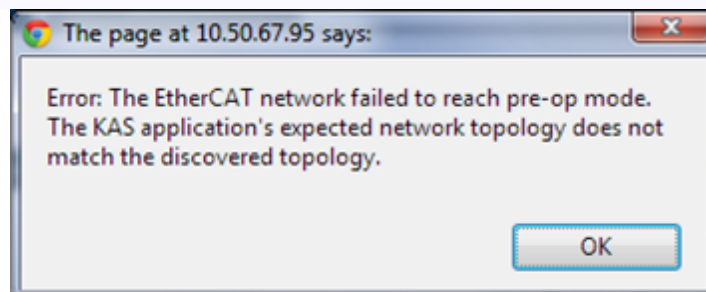 The page at 10.50.67.95 says:
Error: The EtherCAT network failed to reach pre-op mode.
The KAS application's expected network topology does not
match the discovered topology.
OK